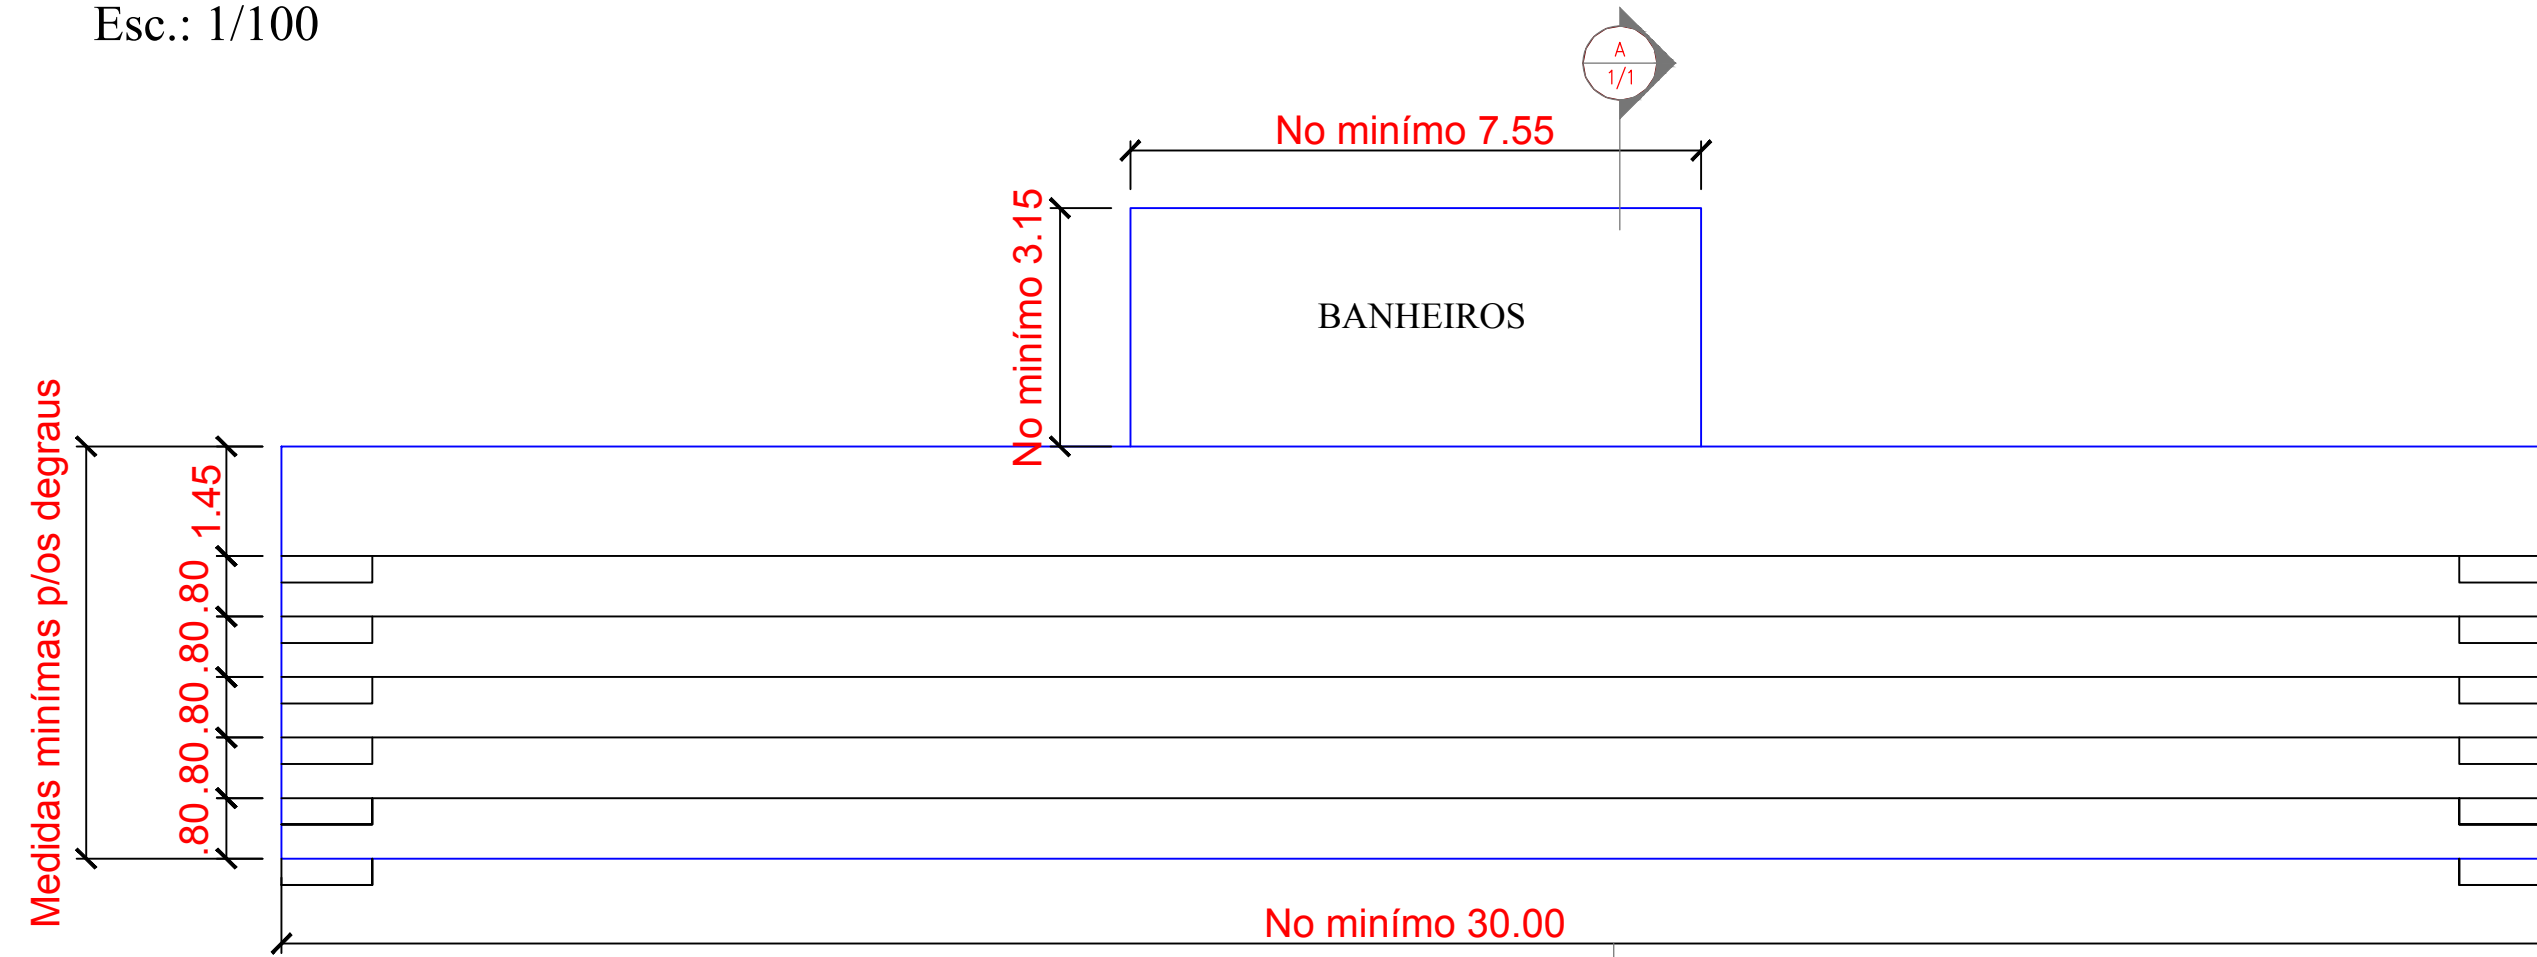 Esc.: 1/100
A
1/1
No minímo 7.55
No minímo 3.15
BANHEIROS
Medidas minímas p/os degraus
1.45
.80
.80
.80
.80
.80
No minímo 30.00